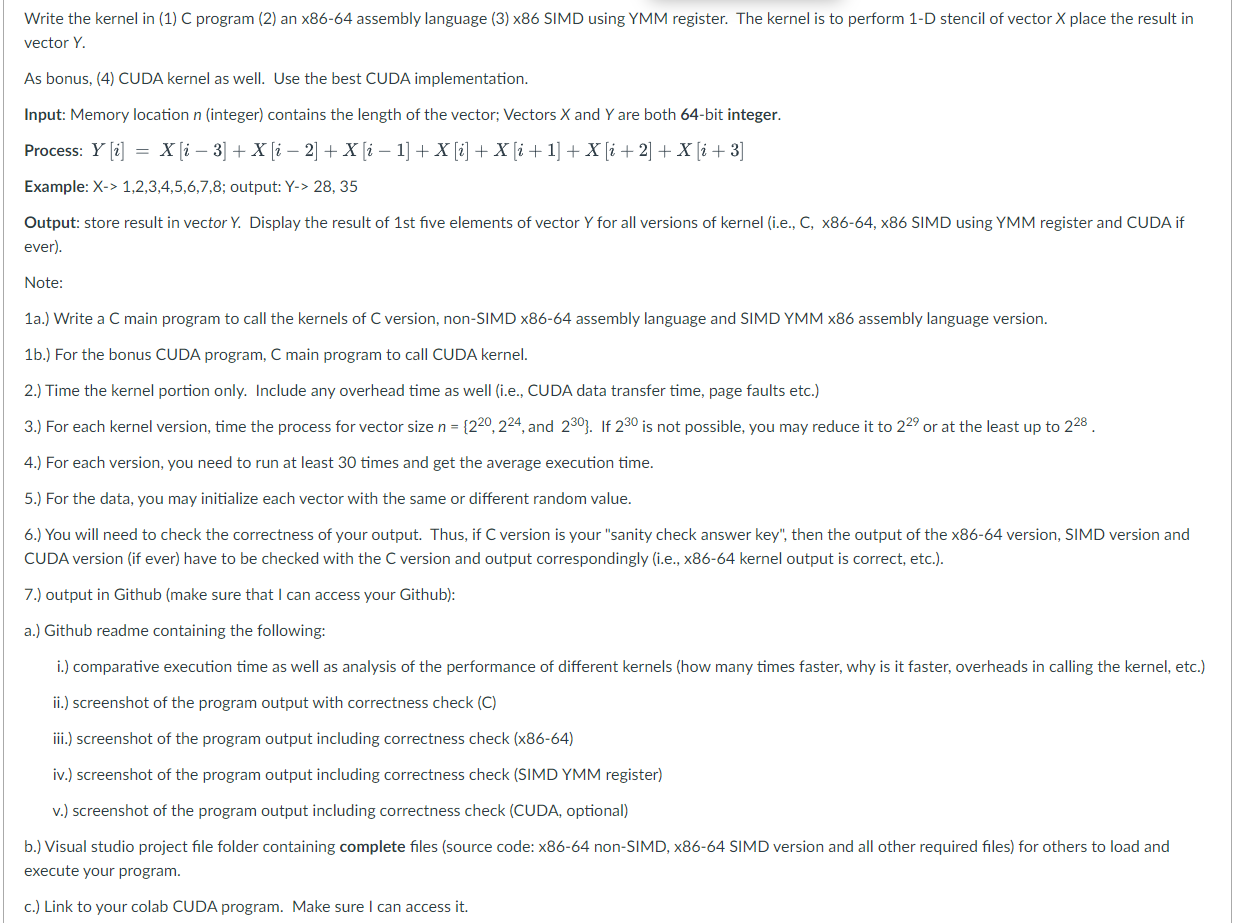 Write the kernel in (1) C program (2) an x86-64 assembly language (3) x86 SIMD using YMM register.  The kernel is to perform 1-D stencil of vector X place the result in
vector Y.
As bonus, (4) CUDA kernel as well.  Use the best CUDA implementation.
Input: Memory location n (integer) contains the length of the vector; Vectors X and Y are both 64-bit integer.
Process: Y [i] = X [i − 3] + X [i − 2] + X [i − 1] + X [i] + X [i + 1] + X [i + 2] + X [i + 3]
Example: X-> 1,2,3,4,5,6,7,8; output: Y-> 28, 35
Output: store result in vector Y.  Display the result of 1st five elements of vector Y for all versions of kernel (i.e., C,  x86-64, x86 SIMD using YMM register and CUDA if
ever).
Note:
1a.) Write a C main program to call the kernels of C version, non-SIMD x86-64 assembly language and SIMD YMM x86 assembly language version.
1b.) For the bonus CUDA program, C main program to call CUDA kernel.
2.) Time the kernel portion only.  Include any overhead time as well (i.e., CUDA data transfer time, page faults etc.)
3.) For each kernel version, time the process for vector size n = {2²⁰, 2²⁴, and 2³⁰}.  If 2³⁰ is not possible, you may reduce it to 2²⁹ or at the least up to 2²⁸ .
4.) For each version, you need to run at least 30 times and get the average execution time.
5.) For the data, you may initialize each vector with the same or different random value.
6.) You will need to check the correctness of your output.  Thus, if C version is your "sanity check answer key", then the output of the x86-64 version, SIMD version and
CUDA version (if ever) have to be checked with the C version and output correspondingly (i.e., x86-64 kernel output is correct, etc.).
7.) output in Github (make sure that I can access your Github):
a.) Github readme containing the following:
i.) comparative execution time as well as analysis of the performance of different kernels (how many times faster, why is it faster, overheads in calling the kernel, etc.)
ii.) screenshot of the program output with correctness check (C)
iii.) screenshot of the program output including correctness check (x86-64)
iv.) screenshot of the program output including correctness check (SIMD YMM register)
v.) screenshot of the program output including correctness check (CUDA, optional)
b.) Visual studio project file folder containing complete files (source code: x86-64 non-SIMD, x86-64 SIMD version and all other required files) for others to load and
execute your program.
c.) Link to your colab CUDA program.  Make sure I can access it.